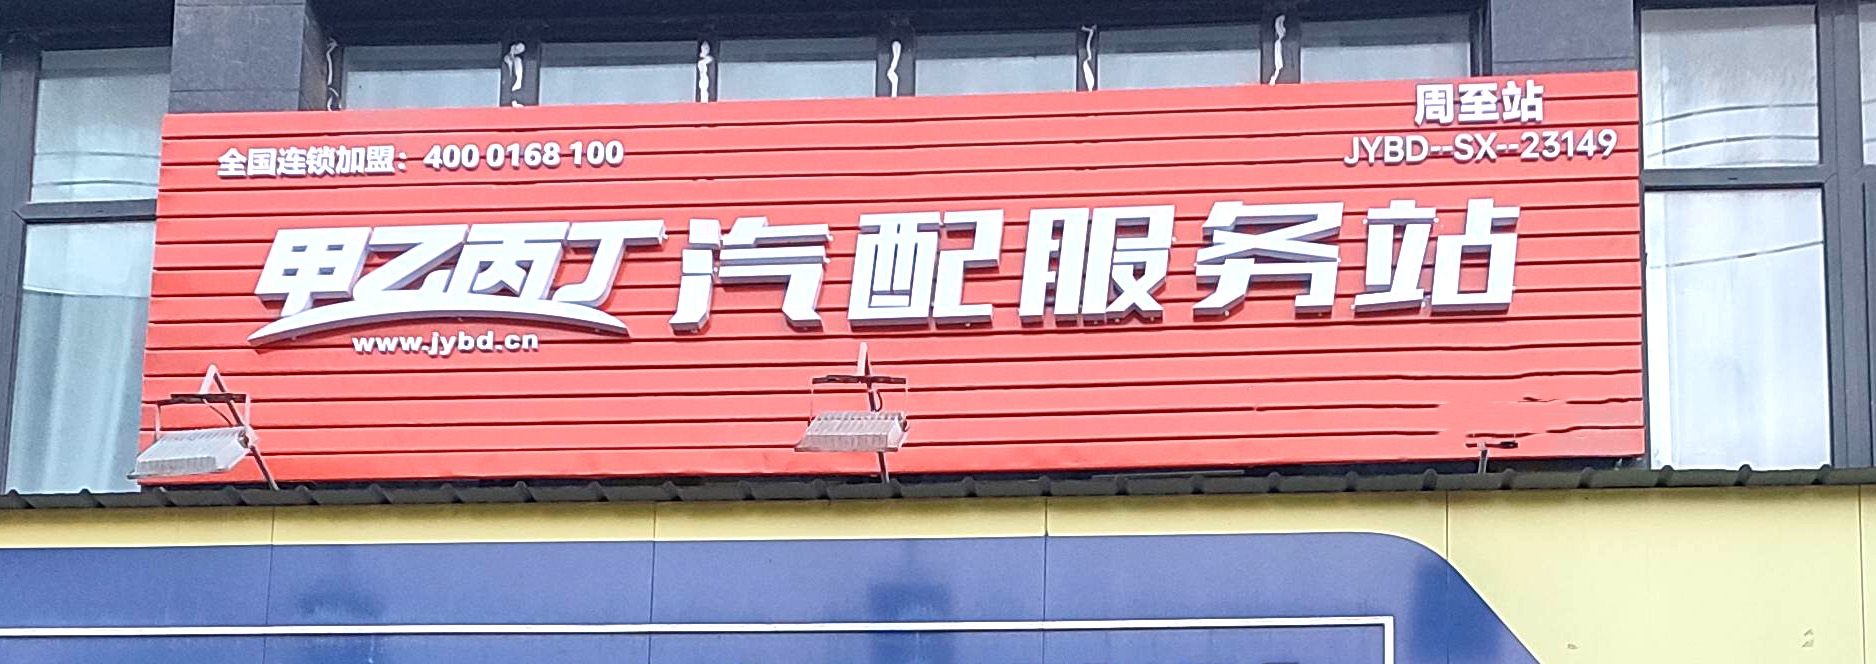 周至站
JYBD--SX--23149
全国连锁加盟：400 0168 100
甲乙丙丁 汽配服务站
www.jybd.cn